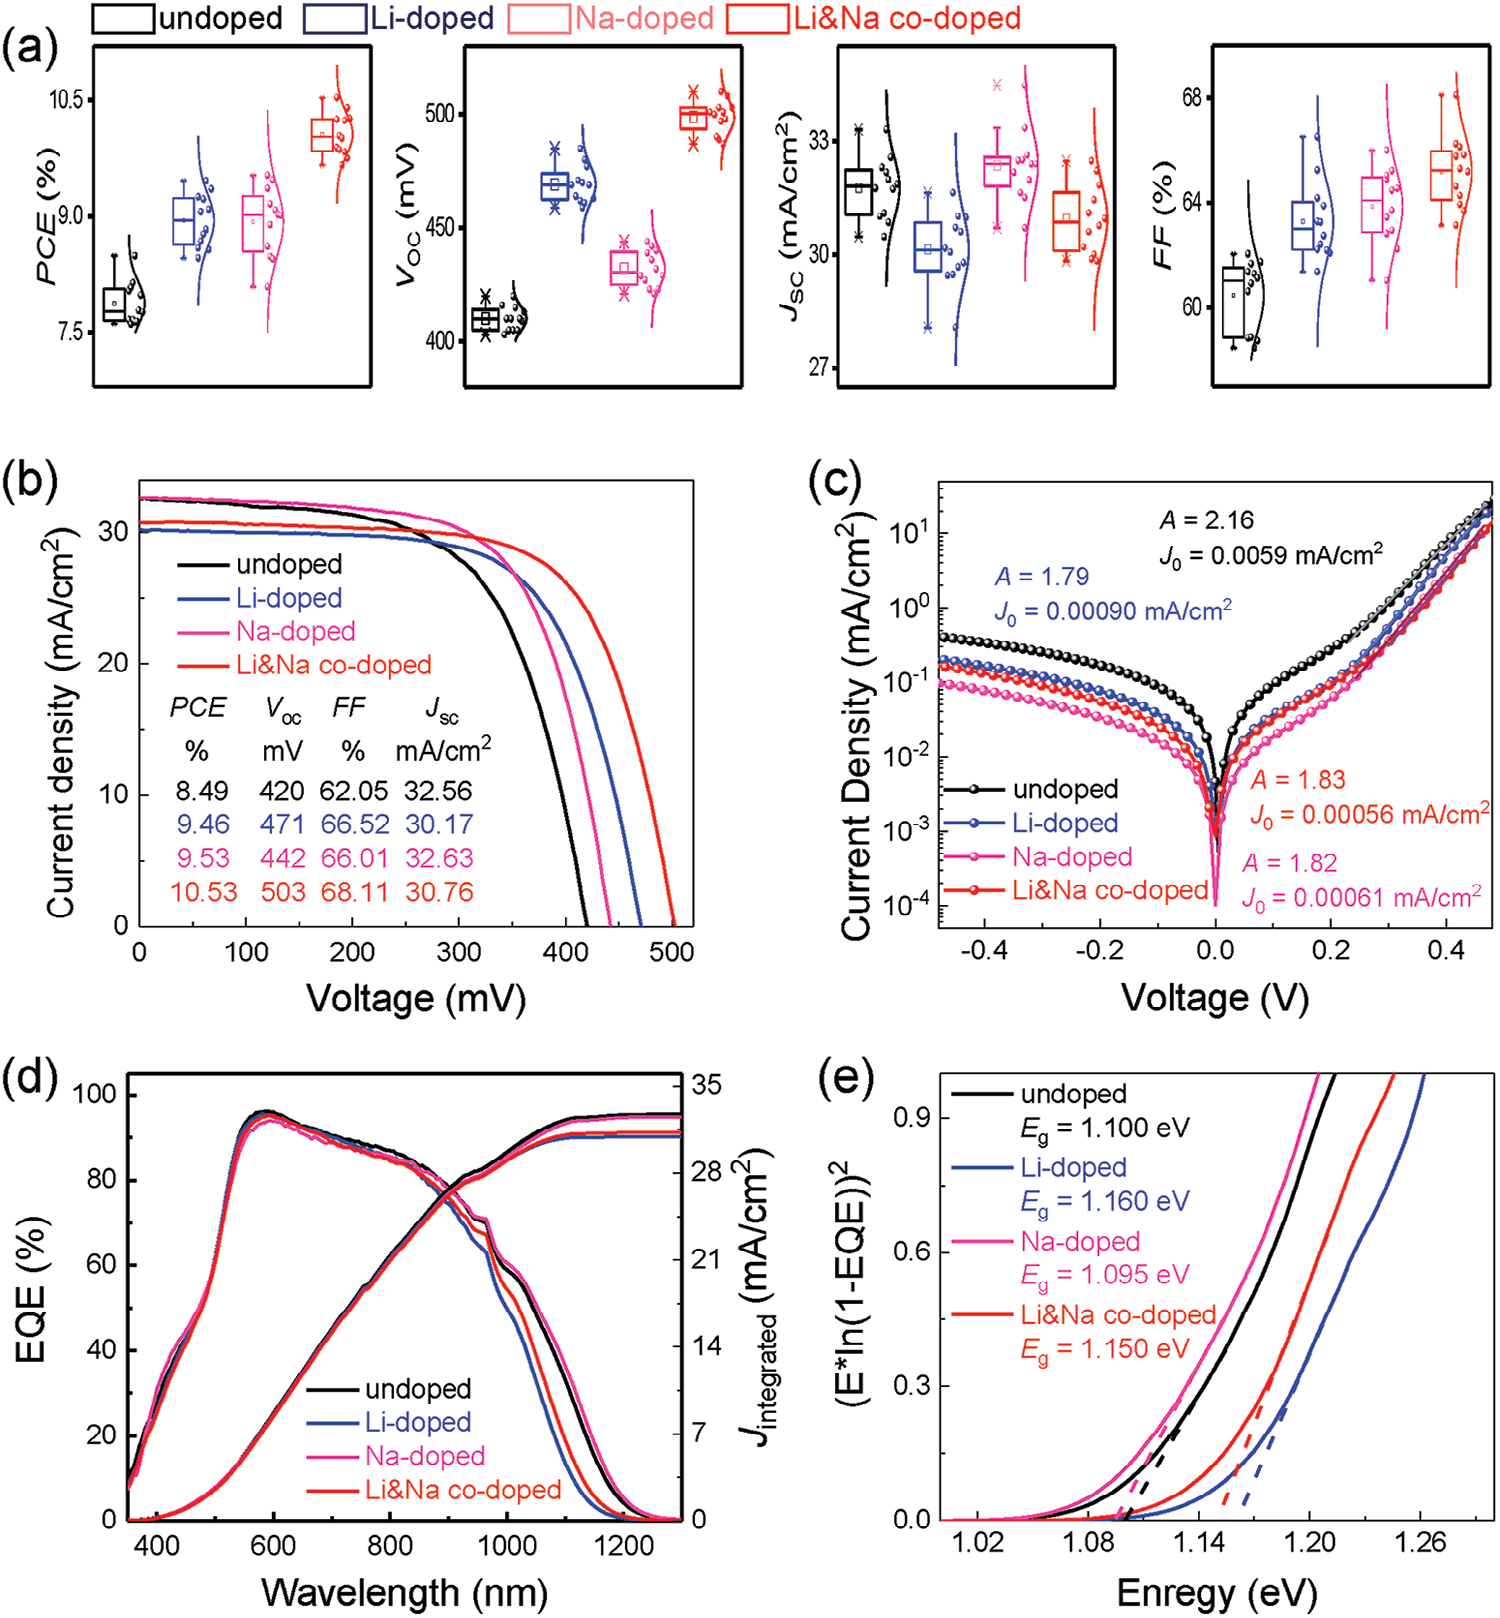 undoped Li-doped Na-doped Li&Na co-doped
(a)
PCE (%)
10.5
9.0
7.5
VOC (mV)
500
450
400
JSC (mA/cm2)
33
30
27
FF (%)
68
64
60
(b)
Current density (mA/cm2)
30
20
10
0
undoped
Li-doped
Na-doped
Li&Na co-doped
PCE Voc FF Jsc
% mV % mA/cm2
8.49 420 62.05 32.56
9.46 471 66.52 30.17
9.53 442 66.01 32.63
10.53 503 68.11 30.76
0 100 200 300 400 500
Voltage (mV)
(c)
Current Density (mA/cm2)
10^1
10^0
10^-1
10^-2
10^-3
10^-4
A = 2.16
J0 = 0.0059 mA/cm2
A = 1.79
J0 = 0.00090 mA/cm2
undoped
Li-doped
Na-doped
Li&Na co-doped
A = 1.83
J0 = 0.00056 mA/cm2
A = 1.82
J0 = 0.00061 mA/cm2
-0.4 -0.2 0.0 0.2 0.4
Voltage (V)
(d)
EQE (%)
100
80
60
40
20
0
undoped
Li-doped
Na-doped
Li&Na co-doped
35
28
21
14
7
0
Jintegrated (mA/cm2)
400 600 800 1000 1200
Wavelength (nm)
(e)
(E*ln(1-EQE))2
0.9
0.6
0.3
0.0
undoped
Eg = 1.100 eV
Li-doped
Eg = 1.160 eV
Na-doped
Eg = 1.095 eV
Li&Na co-doped
Eg = 1.150 eV
1.02 1.08 1.14 1.20 1.26
Enregy (eV)